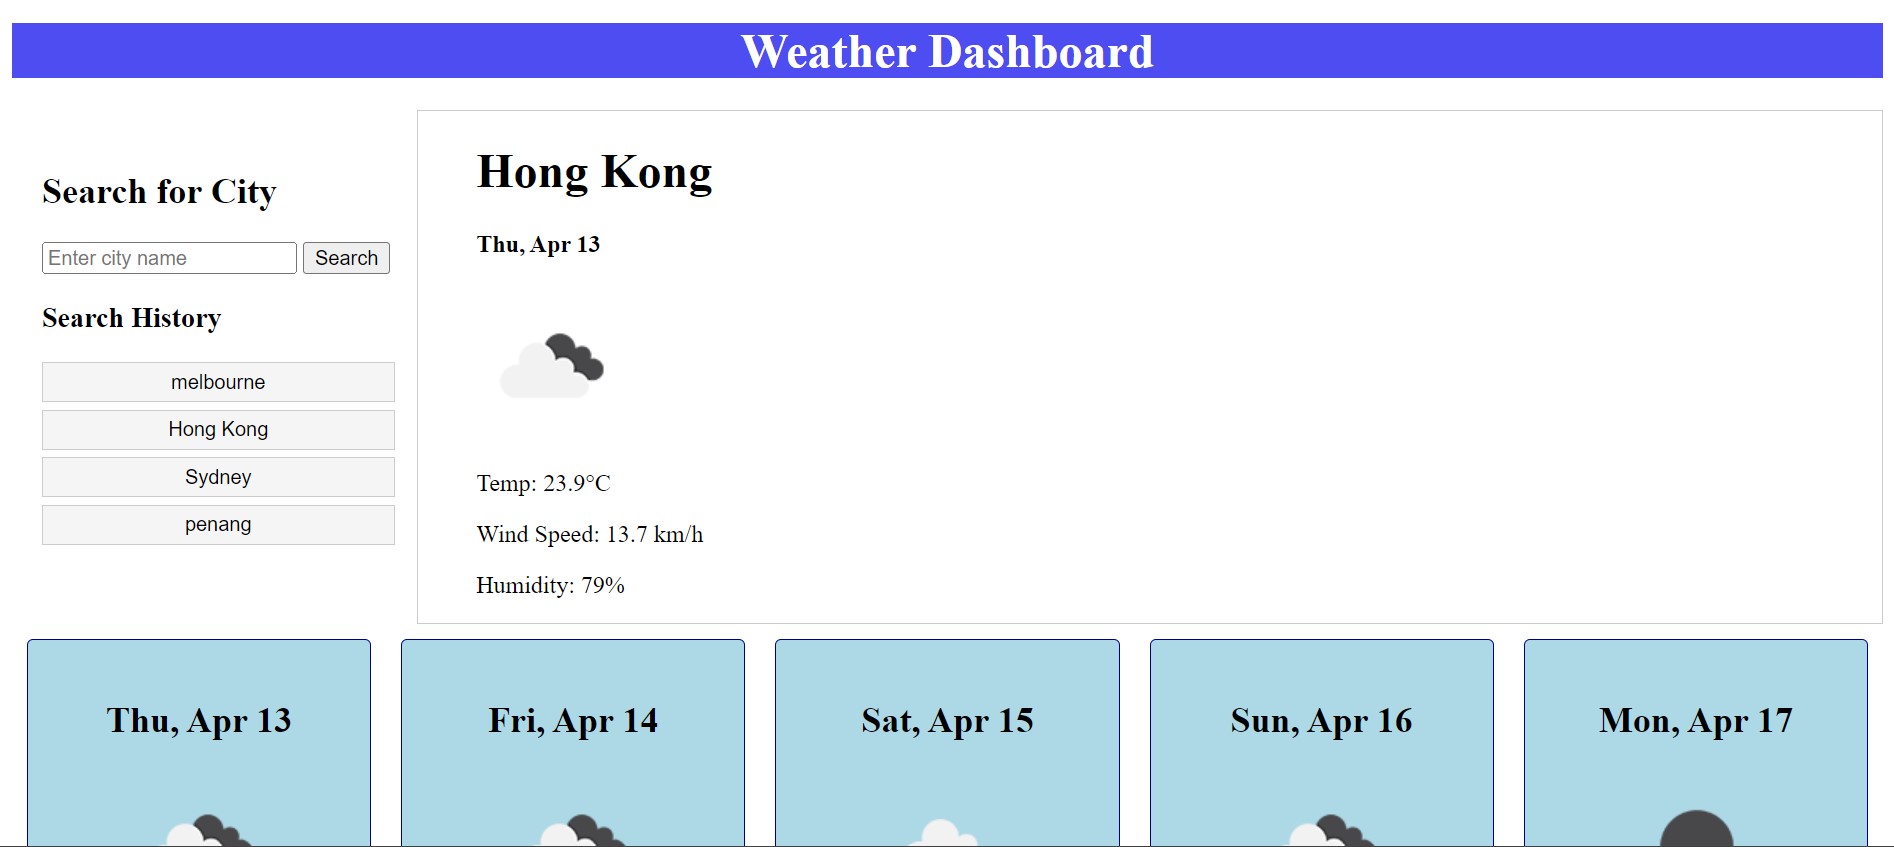 Weather Dashboard
Search for City
Enter city name
Search
Search History
melbourne
Hong Kong
Sydney
penang
Hong Kong
Thu, Apr 13
Temp: 23.9°C
Wind Speed: 13.7 km/h
Humidity: 79%
Thu, Apr 13
Fri, Apr 14
Sat, Apr 15
Sun, Apr 16
Mon, Apr 17